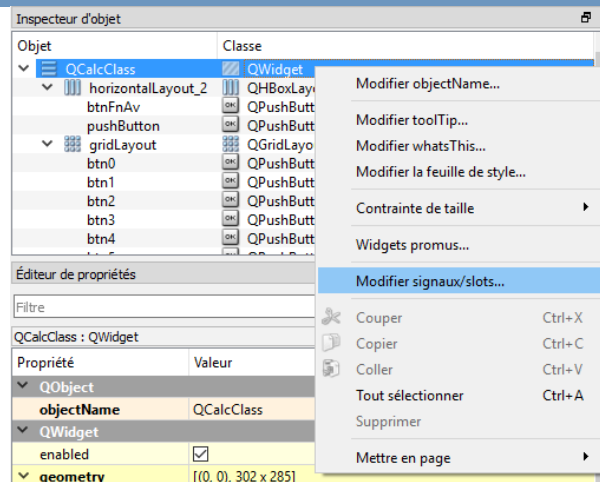 Inspecteur d'objet
Objet Classe
QCalcClass QWidget
horizontalLayout_2 QHBoxLay
btnFnAv QPushButt
pushButton QPushButt
gridLayout QGridLayo
btn0 QPushButt
btn1 QPushButt
btn2 QPushButt
btn3 QPushButt
btn4 QPushButt
Éditeur de propriétés
Filtre
QCalcClass : QWidget
Propriété Valeur
QObject
objectName QCalcClass
QWidget
enabled
geometry [(0, 0), 302 x 285]
Modifier objectName...
Modifier toolTip...
Modifier whatsThis...
Modifier la feuille de style...
Contrainte de taille
Widgets promus...
Modifier signaux/slots...
Couper Ctrl+X
Copier Ctrl+C
Coller Ctrl+V
Tout sélectionner Ctrl+A
Supprimer
Mettre en page